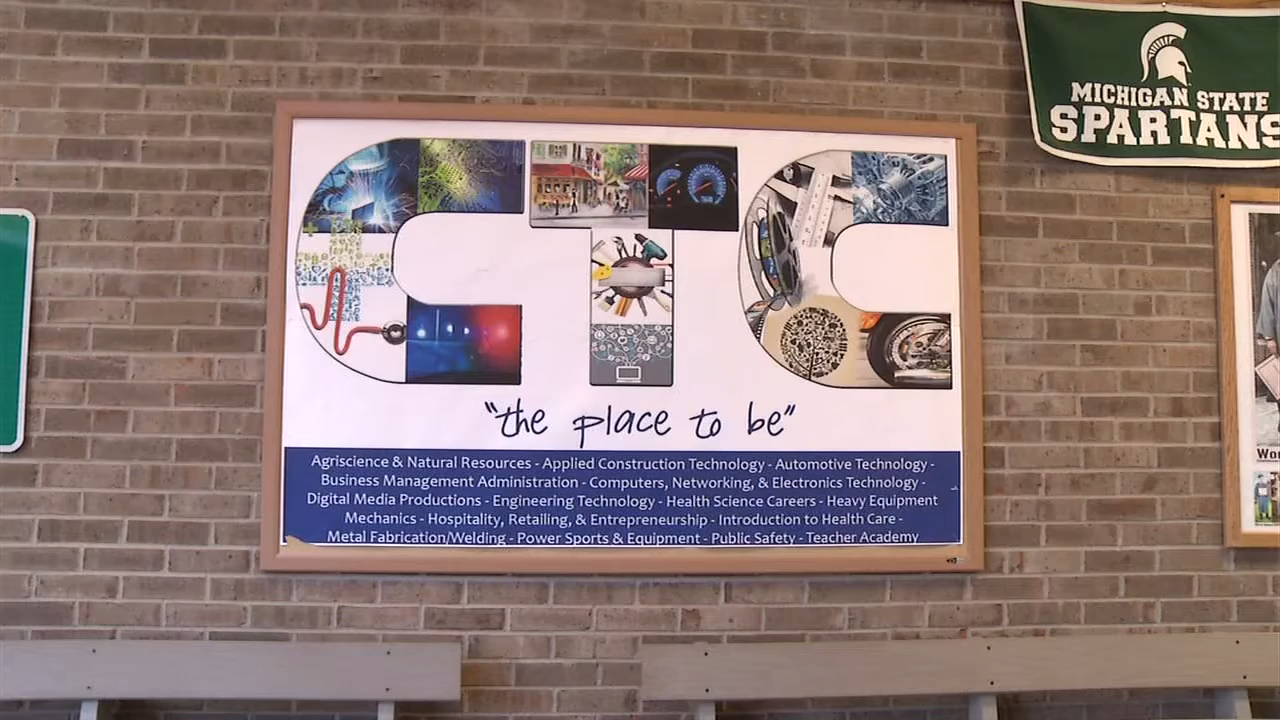 MICHIGAN STATE
SPARTANS
CTC
"the place to be"
Agriscience & Natural Resources - Applied Construction Technology - Automotive Technology -
Business Management Administration - Computers, Networking, & Electronics Technology -
Digital Media Productions - Engineering Technology - Health Science Careers - Heavy Equipment
Mechanics - Hospitality, Retailing, & Entrepreneurship - Introduction to Health Care -
Metal Fabrication/Welding - Power Sports & Equipment - Public Safety - Teacher Academy